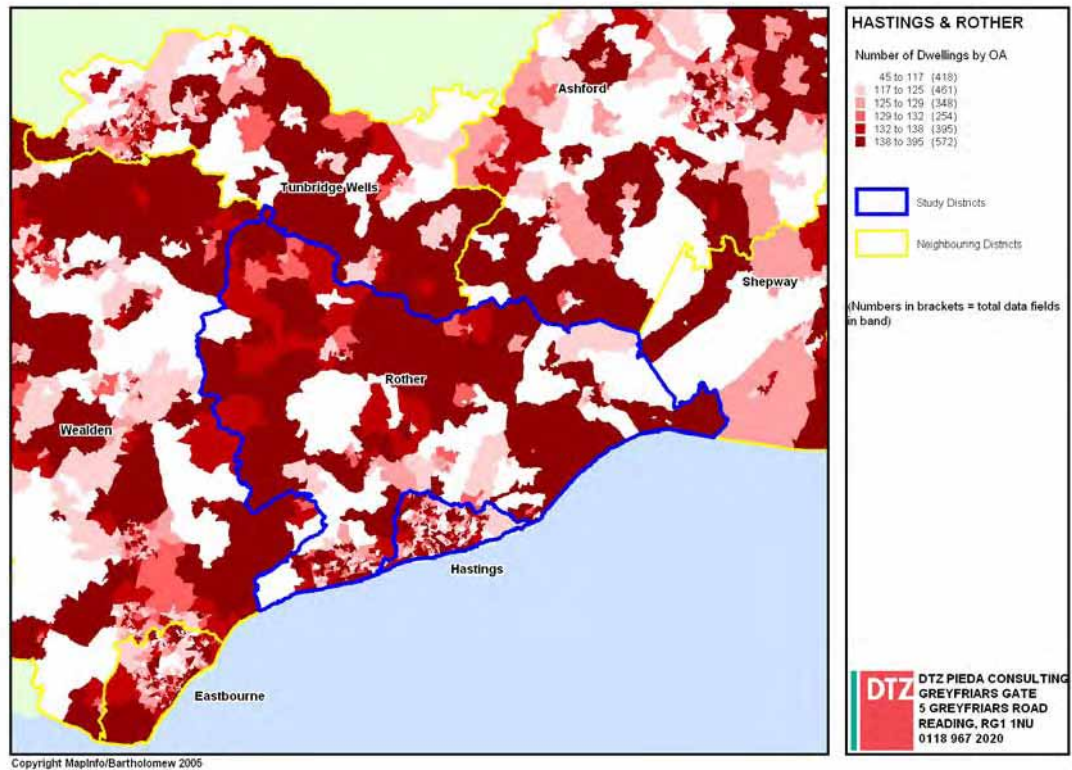 HASTINGS & ROTHER
Number of Dwellings by OA
45 to 117 (418)
117 to 125 (461)
125 to 129 (348)
129 to 132 (254)
132 to 138 (395)
138 to 395 (572)
Study Districts
Neighbouring Districts
(Numbers in brackets = total data fields
in band)
Ashford
Tunbridge Wells
Shepway
Rother
Wealden
Hastings
Eastbourne
DTZ
DTZ PIEDA CONSULTING
GREYFRIARS GATE
5 GREYFRIARS ROAD
READING, RG1 1NU
0118 967 2020
Copyright MapInfo/Bartholomew 2005